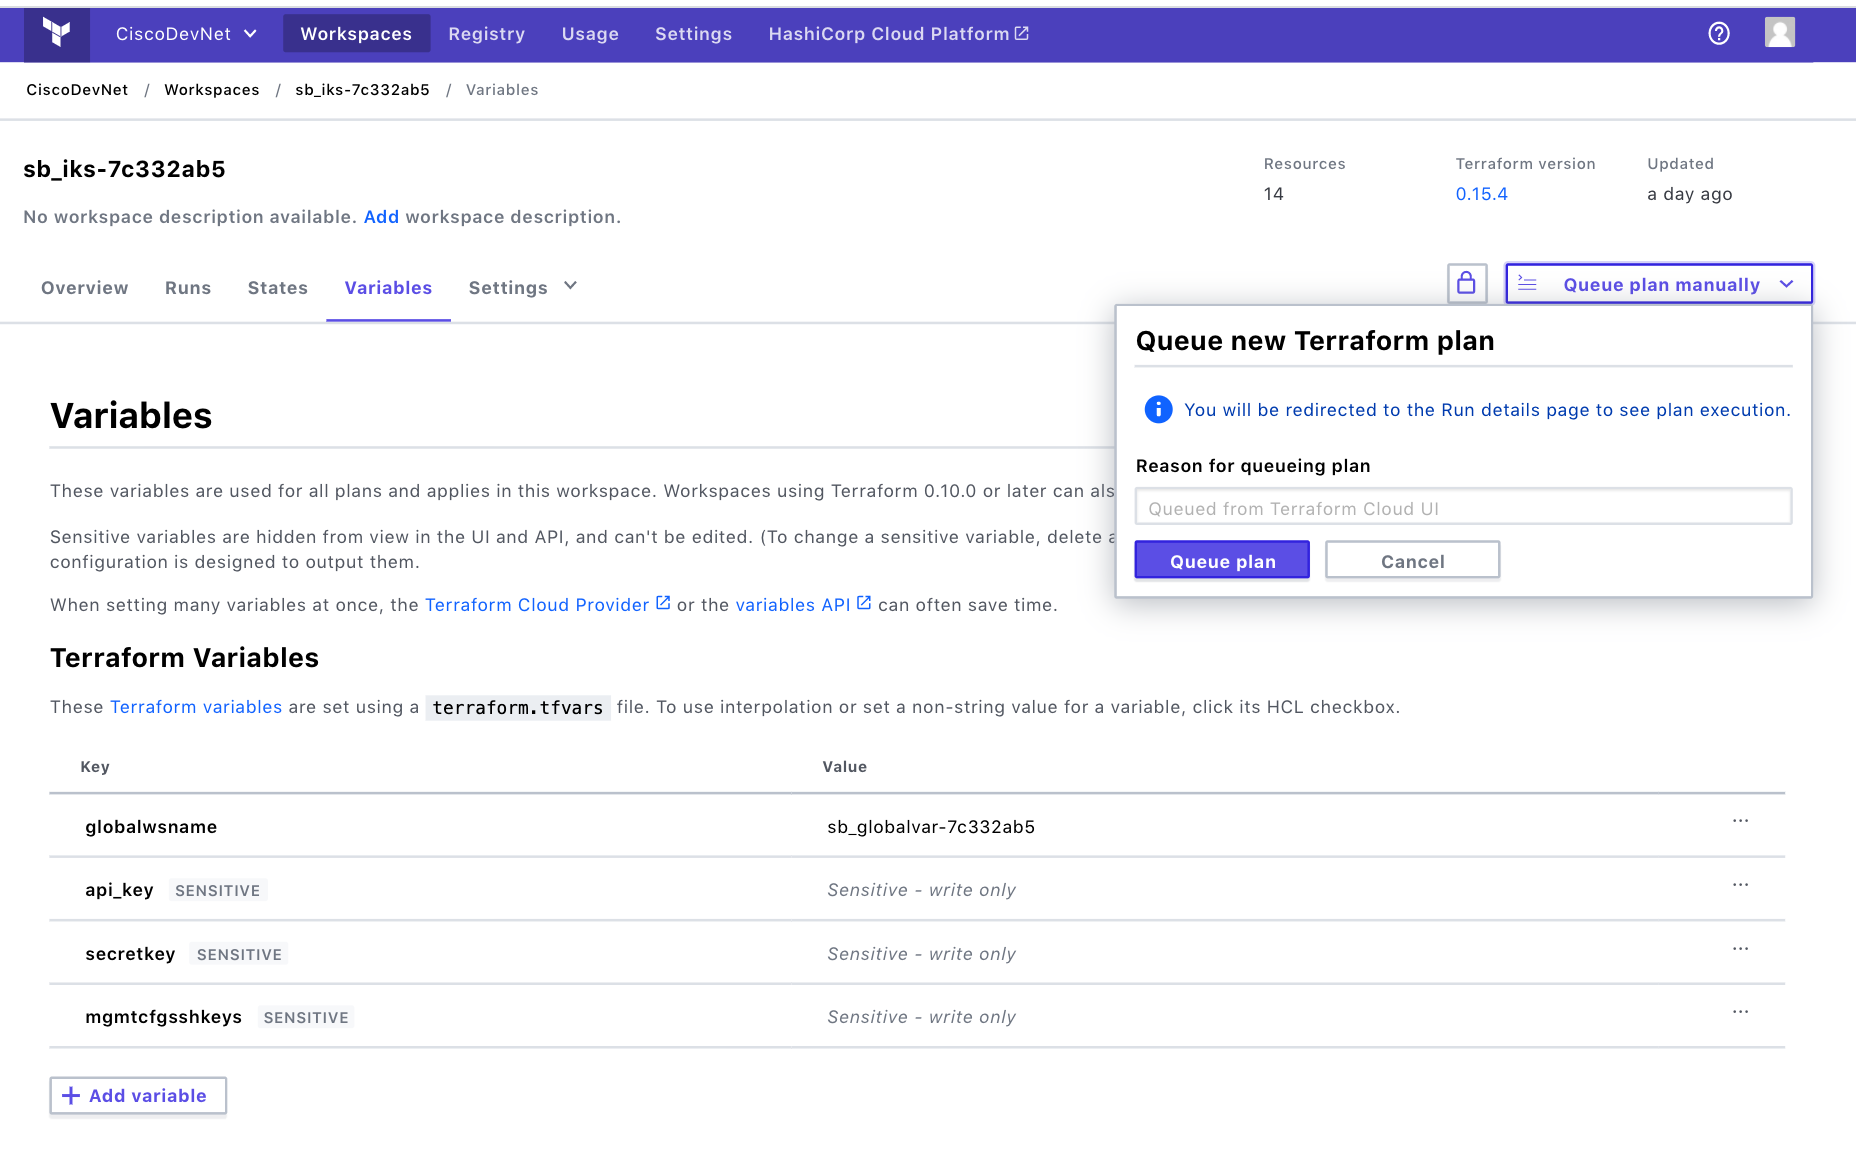 CiscoDevNet Workspaces Registry Usage Settings HashiCorp Cloud Platform
CiscoDevNet / Workspaces / sb_iks-7c332ab5 / Variables
sb_iks-7c332ab5
No workspace description available. Add workspace description.
Resources
14
Terraform version
0.15.4
Updated
a day ago
Overview Runs States Variables Settings
Queue plan manually
Queue new Terraform plan
You will be redirected to the Run details page to see plan execution.
Reason for queueing plan
Queued from Terraform Cloud UI
Queue plan Cancel
Variables
These variables are used for all plans and applies in this workspace. Workspaces using Terraform 0.10.0 or later can als
Sensitive variables are hidden from view in the UI and API, and can't be edited. (To change a sensitive variable, delete a
configuration is designed to output them.
When setting many variables at once, the Terraform Cloud Provider or the variables API can often save time.
Terraform Variables
These Terraform variables are set using a terraform.tfvars file. To use interpolation or set a non-string value for a variable, click its HCL checkbox.
Key Value
globalwsname sb_globalvar-7c332ab5 ...
api_key SENSITIVE Sensitive - write only ...
secretkey SENSITIVE Sensitive - write only ...
mgmtcfgsshkeys SENSITIVE Sensitive - write only ...
+ Add variable